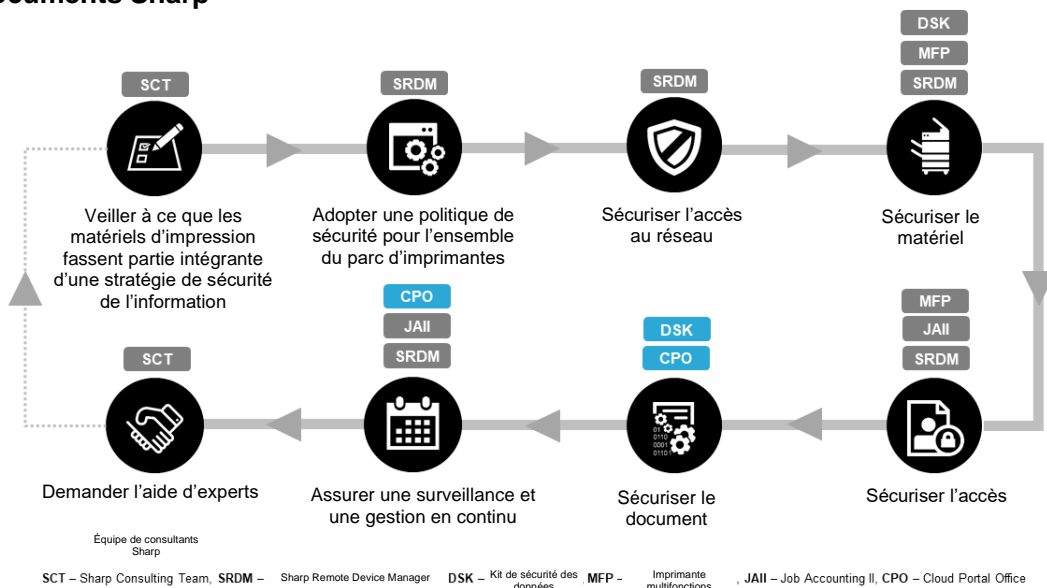 SCT
Veiller à ce que les
matériels d'impression
fassent partie intégrante
d'une stratégie de sécurité
de l'information
SRDM
Adopter une politique de
sécurité pour l'ensemble
du parc d'imprimantes
SRDM
Sécuriser l'accès
au réseau
DSK
MFP
SRDM
Sécuriser le
matériel
MFP
JAII
SRDM
Sécuriser l'accès
DSK
CPO
01
0110
0001
01101
Sécuriser le
document
CPO
JAII
SRDM
Assurer une surveillance et
une gestion en continu
SCT
Demander l'aide d'experts
Équipe de consultants
Sharp
SCT – Sharp Consulting Team, SRDM – Sharp Remote Device Manager DSK – Kit de sécurité des données , MFP – Imprimante multifonctions , JAII – Job Accounting II, CPO – Cloud Portal Office